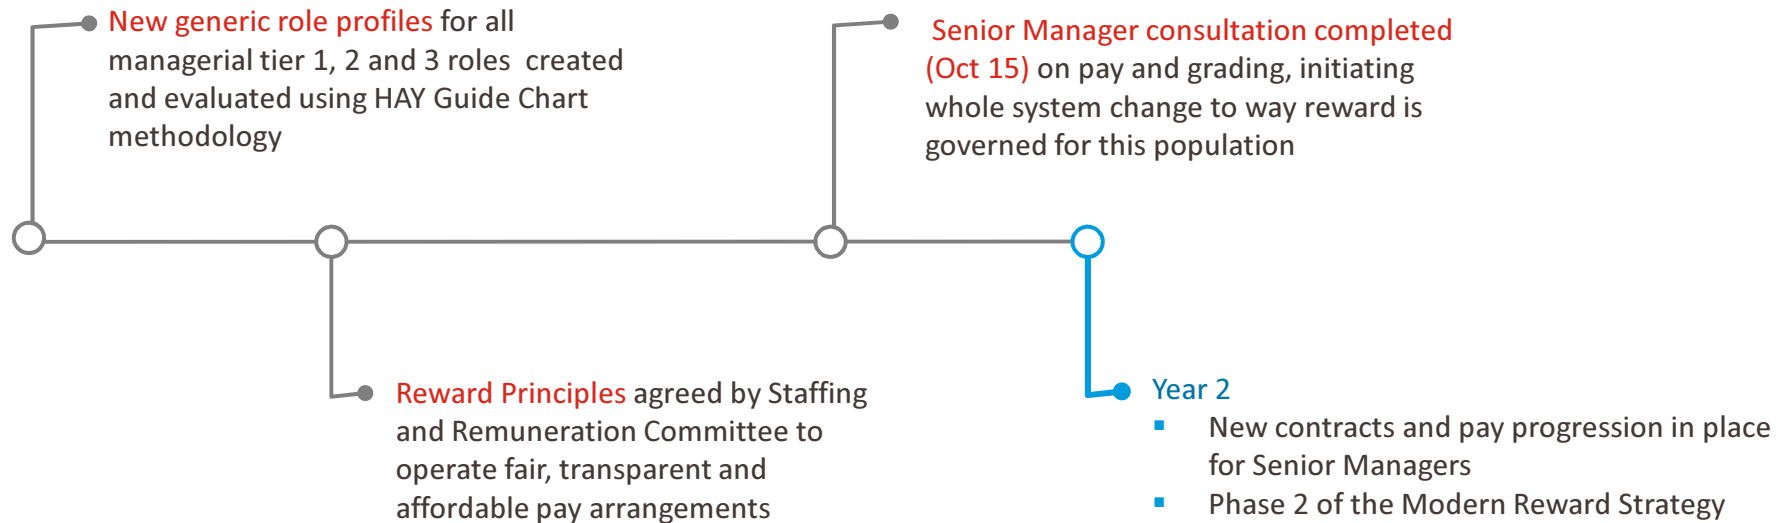 New generic role profiles for all
managerial tier 1, 2 and 3 roles created
and evaluated using HAY Guide Chart
methodology
Senior Manager consultation completed
(Oct 15) on pay and grading, initiating
whole system change to way reward is
governed for this population
Reward Principles agreed by Staffing
and Remuneration Committee to
operate fair, transparent and
affordable pay arrangements
Year 2
▪ New contracts and pay progression in place
for Senior Managers
▪ Phase 2 of the Modern Reward Strategy